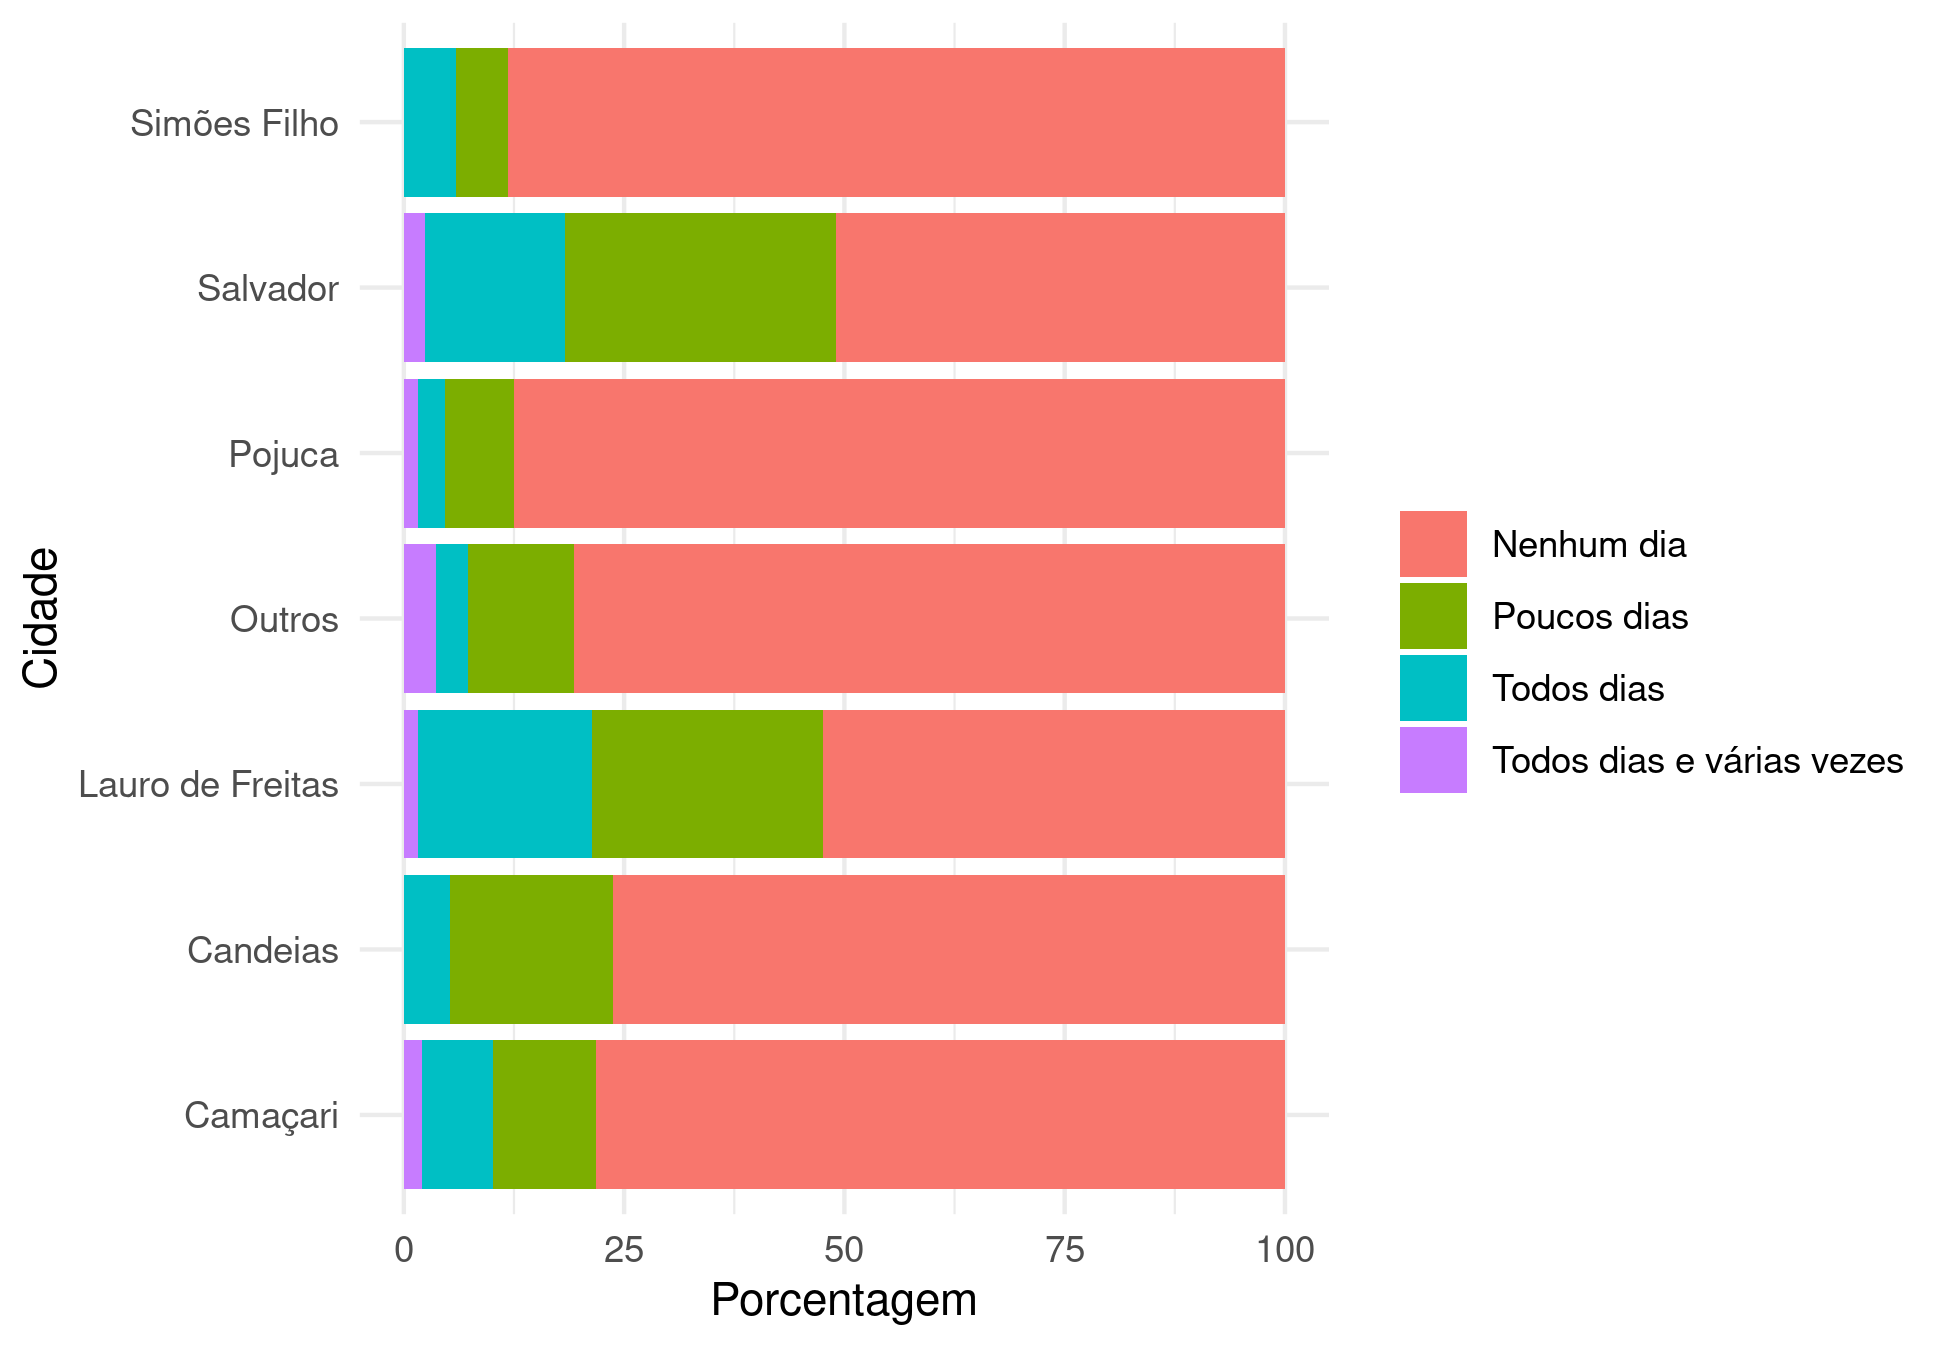 Simões Filho
Salvador
Pojuca
Outros
Lauro de Freitas
Candeias
Camaçari
Cidade
0 25 50 75 100
Porcentagem
Nenhum dia
Poucos dias
Todos dias
Todos dias e várias vezes